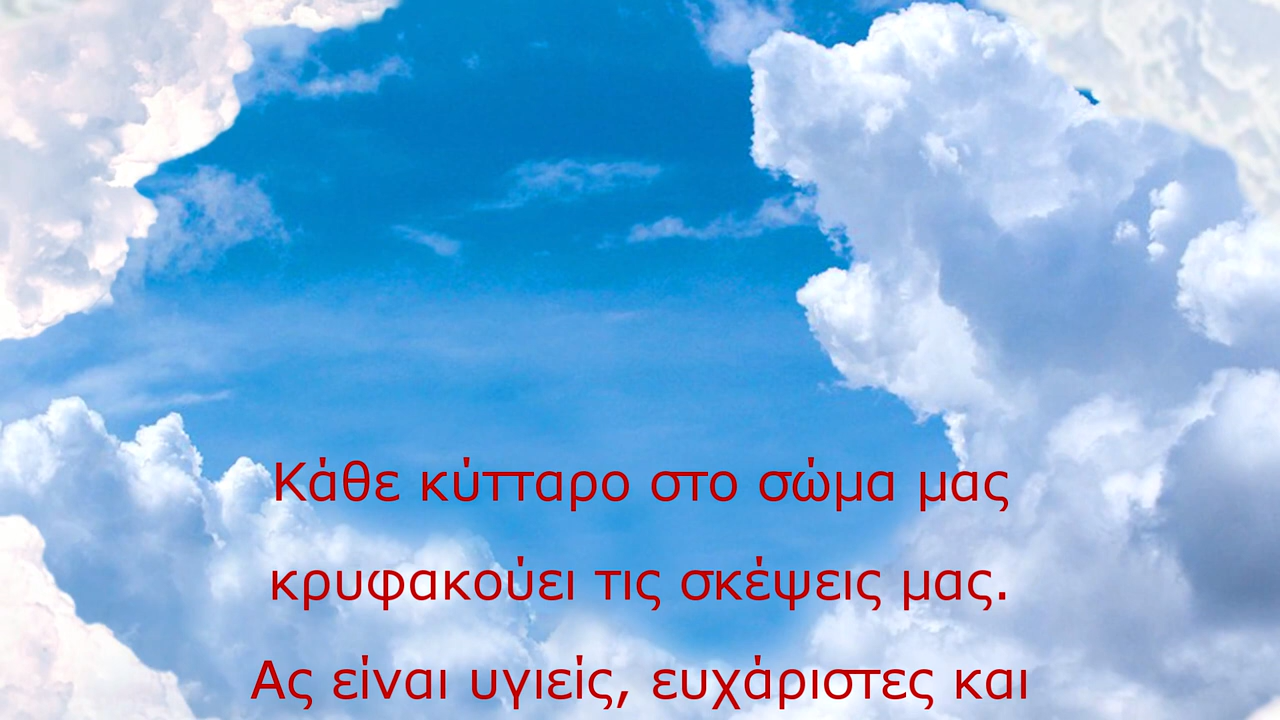 Κάθε κύτταρο στο σώμα μας
κρυφακούει τις σκέψεις μας.
Ας είναι υγιείς, ευχάριστες και